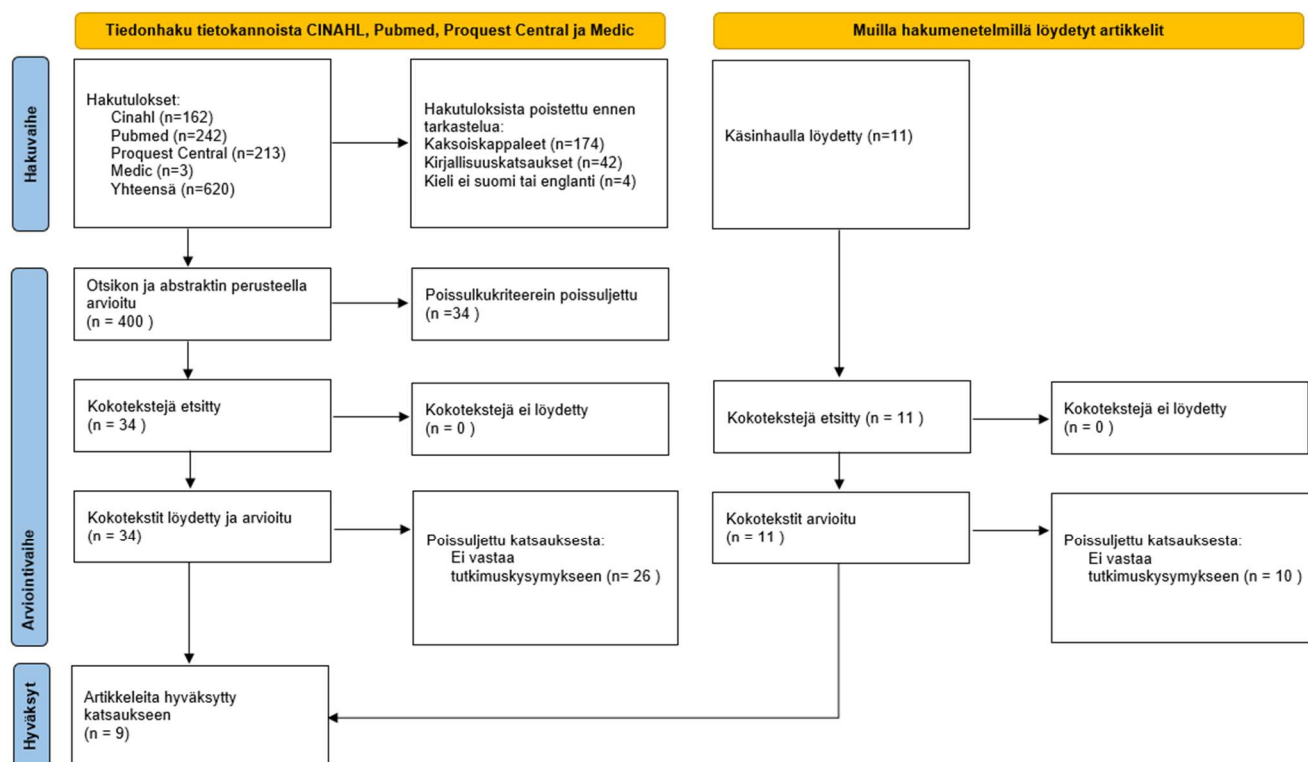 Tiedonhaku tietokannoista CINAHL, Pubmed, Proquest Central ja Medic
Muilla hakumenetelmillä löydetyt artikkelit
Hakuvaihe
Hakutulokset:
Cinahl (n=162)
Pubmed (n=242)
Proquest Central (n=213)
Medic (n=3)
Yhteensä (n=620)
Hakutuloksista poistettu ennen
tarkastelua:
Kaksoiskappaleet (n=174)
Kirjallisuuskatsaukset (n=42)
Kieli ei suomi tai englanti (n=4)
Käsinhaulla löydetty (n=11)
Arviointivaihe
Otsikon ja abstraktin perusteella
arvioitu
(n = 400 )
Poissulkukriteerein poissuljettu
(n =34 )
Kokotekstejä etsitty
(n = 34 )
Kokotekstejä ei löydetty
(n = 0 )
Kokotekstejä etsitty (n = 11 )
Kokotekstejä ei löydetty
(n = 0 )
Kokotekstit löydetty ja arvioitu
(n = 34)
Poissuljettu katsauksesta:
Ei vastaa
tutkimuskysymykseen (n= 26 )
Kokotekstit arvioitu
(n = 11 )
Poissuljettu katsauksesta:
Ei vastaa
tutkimuskysymykseen (n = 10 )
Hyväksyt
Artikkeleita hyväksytty
katsaukseen
(n = 9)